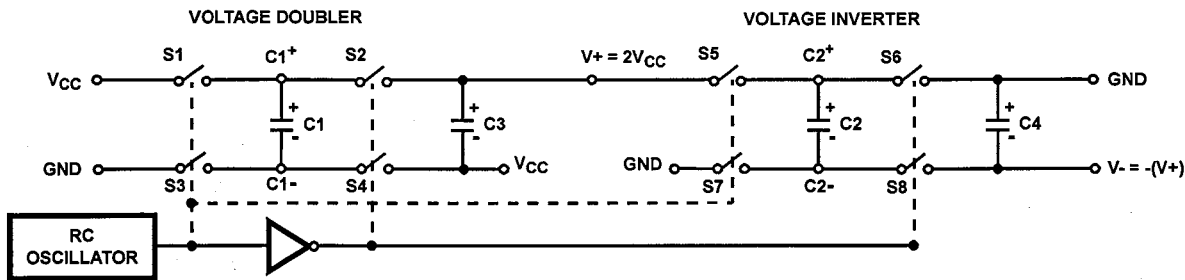 VOLTAGE DOUBLER
VOLTAGE INVERTER
S1
C1+
S2
V+ = 2VCC
S5
C2+
S6
VCC
GND
+
-
C1
+
-
C3
+
-
C2
+
-
C4
GND
VCC
GND
V- = -(V+)
S3
C1-
S4
S7
C2-
S8
RC
OSCILLATOR